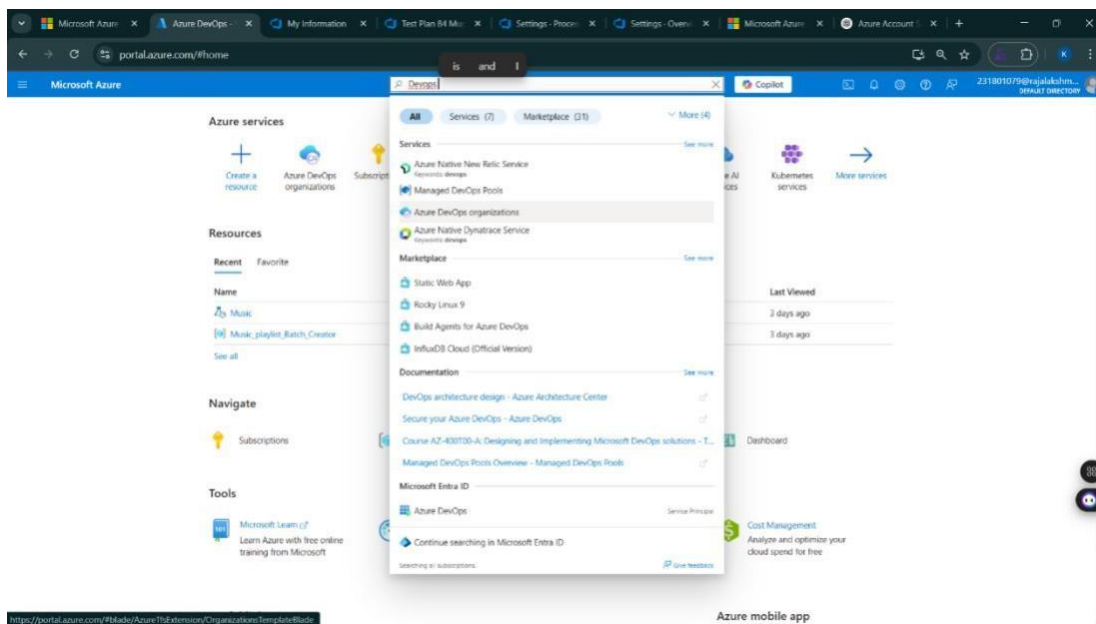 Microsoft Azure
Azure DevOps -
My Information
Test Plan 84 Mus
Settings - Proce
Settings - Overv
Microsoft Azure
Azure Account S
portal.azure.com/#home
is and I
K
Microsoft Azure
Devops
Copilot
231801079@rajalakshm...
DEFAULT DIRECTORY
All
Services (7)
Marketplace (31)
More (4)
Azure services
Create a resource
Azure DevOps organizations
Subscript
Kubernetes services
More services
Services
See more
Azure Native New Relic Service
Keywords: devops
Managed DevOps Pools
Azure DevOps organizations
Azure Native Dynatrace Service
Keywords: devops
Marketplace
See more
Static Web App
Rocky Linux 9
Build Agents for Azure DevOps
InfluxDB Cloud (Official Version)
Documentation
See more
DevOps architecture design - Azure Architecture Center
Secure your Azure DevOps - Azure DevOps
Course AZ-400T00-A: Designing and Implementing Microsoft DevOps solutions - T...
Managed DevOps Pools Overview - Managed DevOps Pools
Microsoft Entra ID
Azure DevOps
Service Principal
Continue searching in Microsoft Entra ID
Searching all subscriptions.
Give feedback
Resources
Recent
Favorite
Name
Last Viewed
Music
3 days ago
Music_playlist_Batch_Creator
3 days ago
See all
Navigate
Subscriptions
Dashboard
Tools
Microsoft Learn
Learn Azure with free online
training from Microsoft
Cost Management
Analyze and optimize your
cloud spend for free
https://portal.azure.com/#blade/AzureTfsExtension/OrganizationsTemplateBlade
Azure mobile app